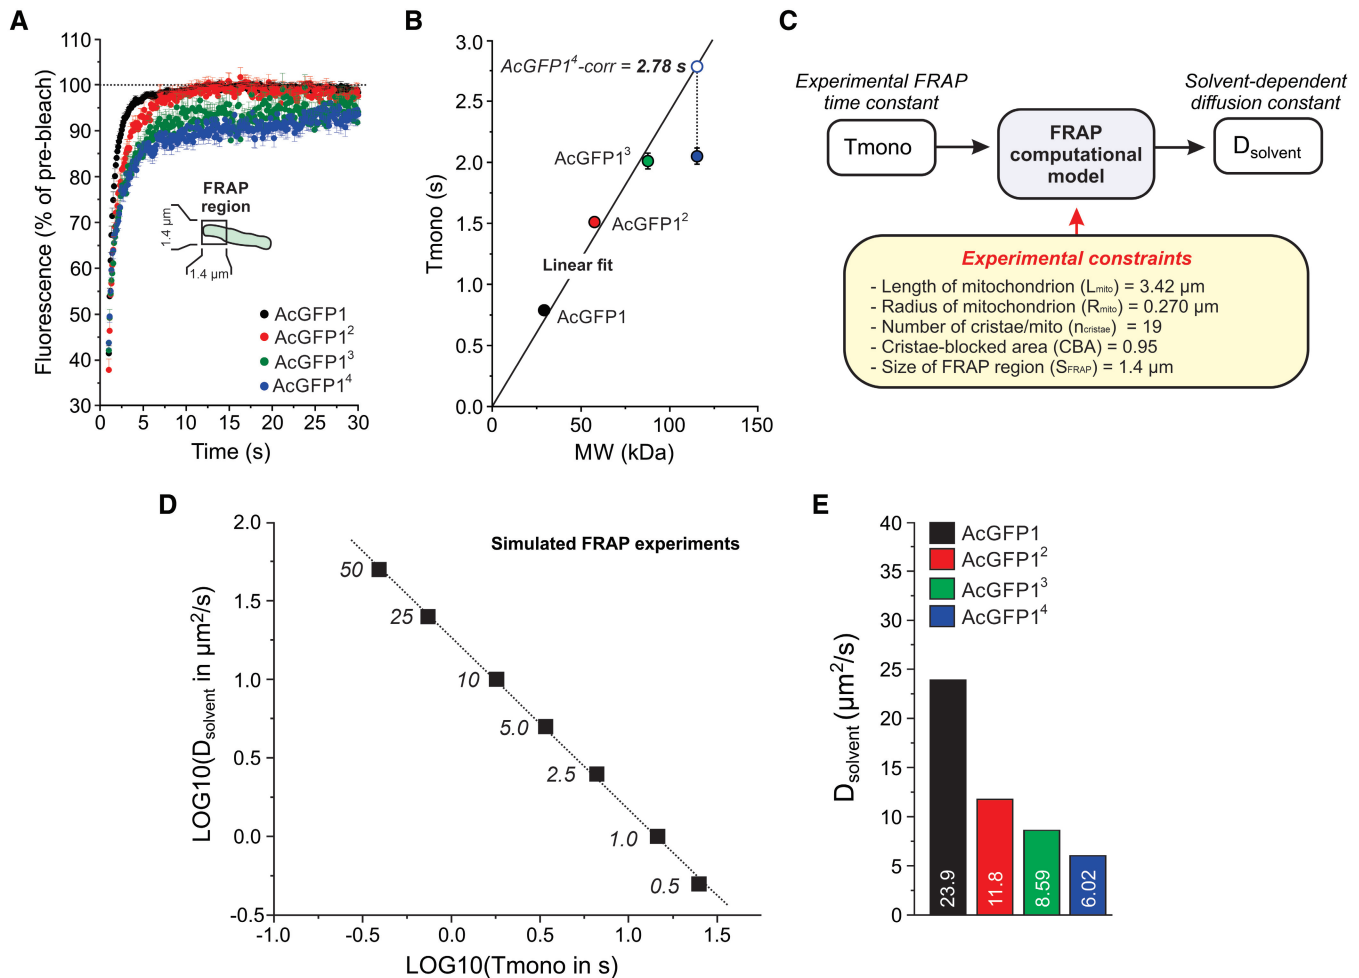 A
110
100
90
80
70
60
50
40
30
Fluorescence (% of pre-bleach)
0
5
10
15
20
25
30
Time (s)
FRAP
region
1.4 µm
1.4 µm
AcGFP1
AcGFP1²
AcGFP1³
AcGFP1⁴
B
3.0
2.5
2.0
1.5
1.0
0.5
0.0
Tmono (s)
0
50
100
150
MW (kDa)
AcGFP1⁴-corr = 2.78 s
AcGFP1³
AcGFP1²
Linear fit
AcGFP1
C
Experimental FRAP
time constant
Tmono
FRAP
computational
model
Solvent-dependent
diffusion constant
Dsolvent
Experimental constraints
- Length of mitochondrion (Lmito) = 3.42 µm
- Radius of mitochondrion (Rmito) = 0.270 µm
- Number of cristae/mito (ncristae) = 19
- Cristae-blocked area (CBA) = 0.95
- Size of FRAP region (SFRAP) = 1.4 µm
D
2.0
1.5
1.0
0.5
0.0
-0.5
LOG10(Dsolvent in µm²/s)
-1.0
-0.5
0.0
0.5
1.0
1.5
LOG10(Tmono in s)
Simulated FRAP experiments
50
25
10
5.0
2.5
1.0
0.5
E
40
35
30
25
20
15
10
5
0
Dsolvent (µm²/s)
AcGFP1
AcGFP1²
AcGFP1³
AcGFP1⁴
23.9
11.8
8.59
6.02